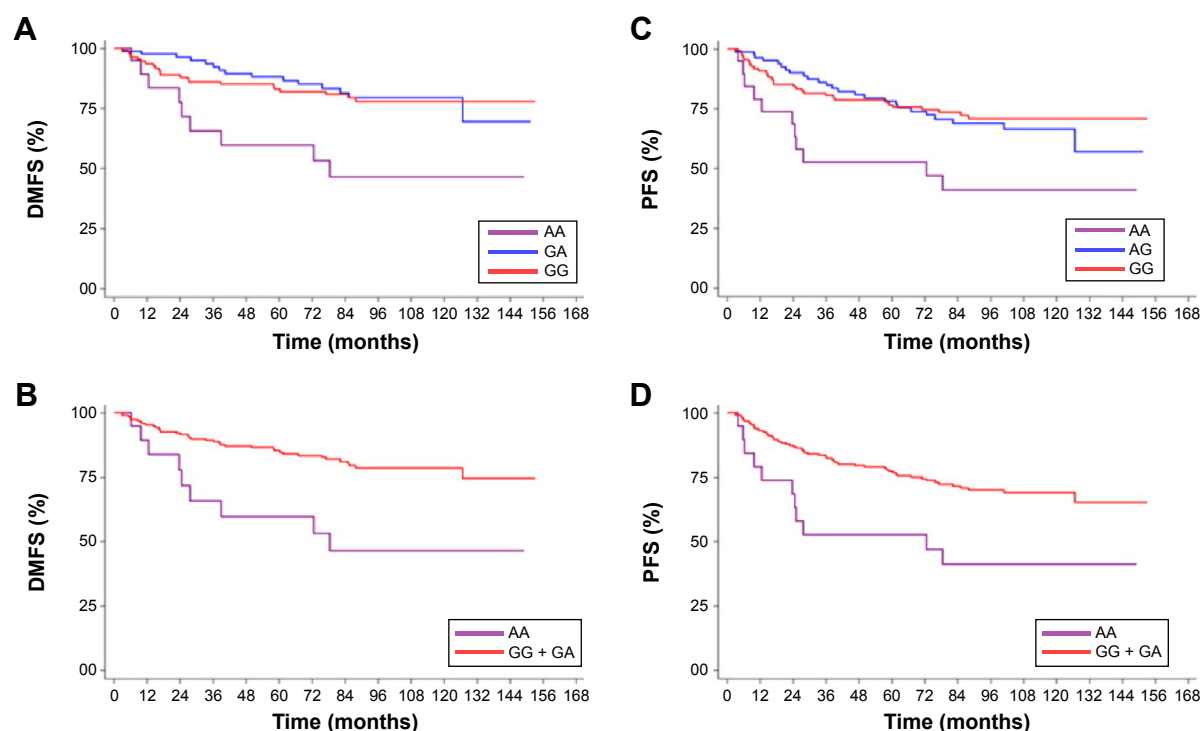 A
DMFS (%)
100
75
50
25
00
AA
GA
GG
0 12 24 36 48 60 72 84 96 108 120 132 144 156 168
Time (months)
C
PFS (%)
100
75
50
25
00
AA
AG
GG
0 12 24 36 48 60 72 84 96 108 120 132 144 156 168
Time (months)
B
DMFS (%)
100
75
50
25
00
AA
GG + GA
0 12 24 36 48 60 72 84 96 108 120 132 144 156 168
Time (months)
D
PFS (%)
100
75
50
25
00
AA
GG + GA
0 12 24 36 48 60 72 84 96 108 120 132 144 156 168
Time (months)